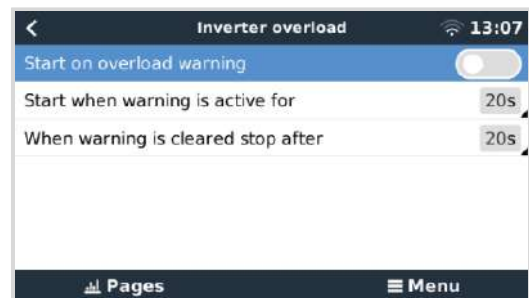 Inverter overload 13:07
Start on overload warning
Start when warning is active for 20s
When warning is cleared stop after 20s
Pages Menu